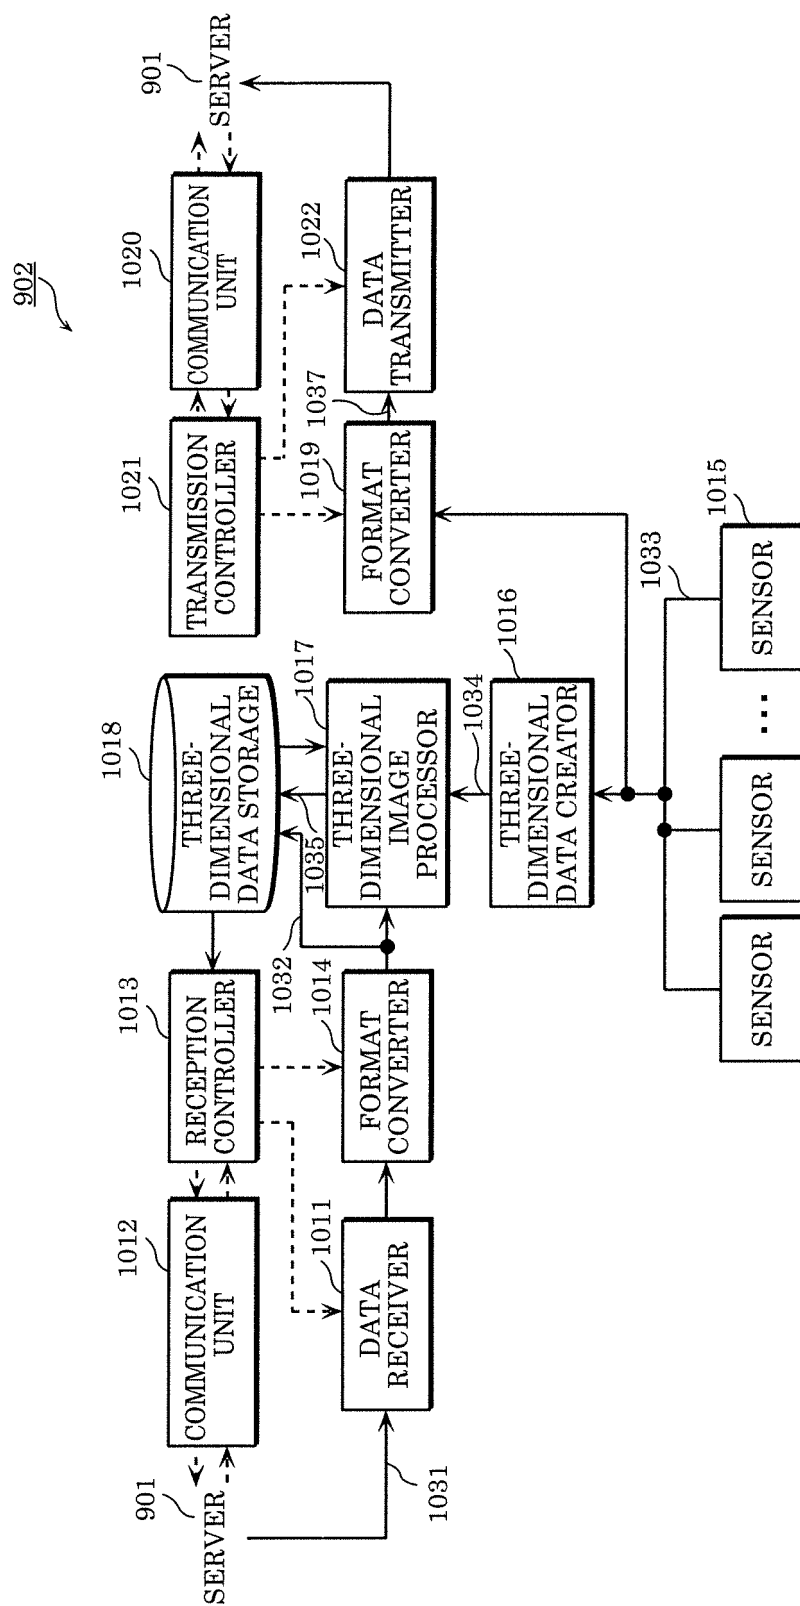 902
901
SERVER
1012
COMMUNICATION
UNIT
1013
RECEPTION
CONTROLLER
1018
THREE-
DIMENSIONAL
DATA STORAGE
1021
TRANSMISSION
CONTROLLER
1020
COMMUNICATION
UNIT
901
SERVER
1031
1011
DATA
RECEIVER
1014
FORMAT
CONVERTER
1032
1035
1017
THREE-
DIMENSIONAL
IMAGE
PROCESSOR
1019
FORMAT
CONVERTER
1037
1022
DATA
TRANSMITTER
1034
1016
THREE-
DIMENSIONAL
DATA CREATOR
1033
1015
SENSOR
SENSOR
...
SENSOR